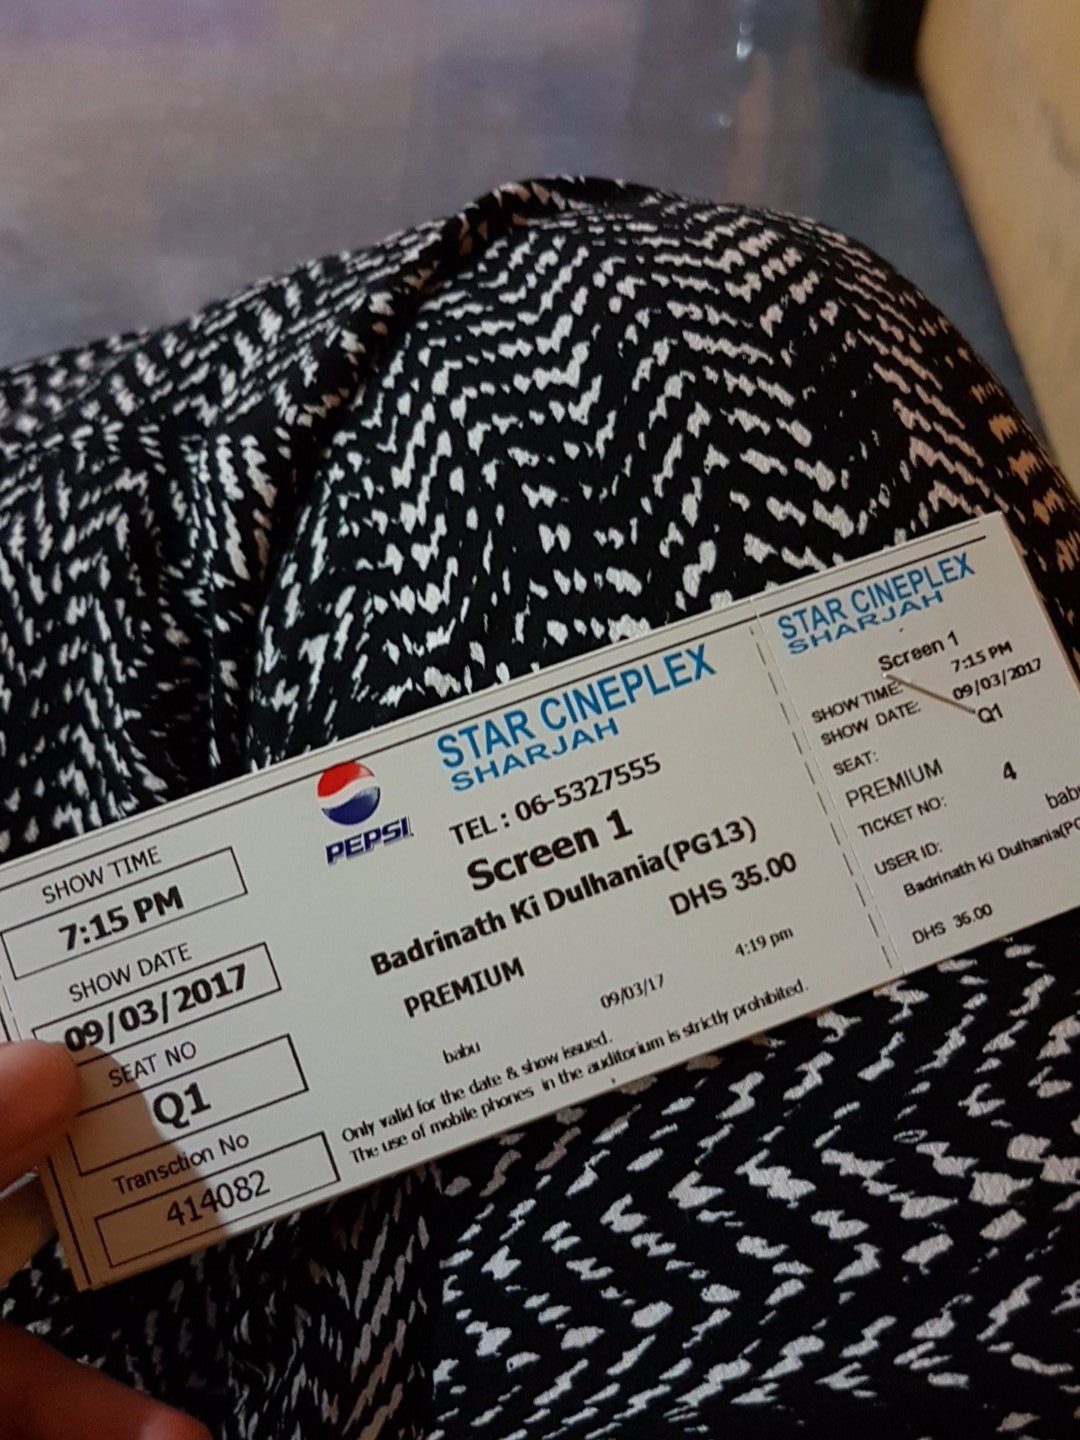 SHOW TIME
7:15 PM
SHOW DATE
09/03/2017
SEAT NO
Q1
Transction No
414082
PEPSI
STAR CINEPLEX
SHARJAH
TEL : 06-5327555
Screen 1
Badrinath Ki Dulhania(PG13)
DHS 35.00
PREMIUM
09/03/17 4:19 pm
babu
Only valid for the date & show issued.
The use of mobile phones in the auditorium is strictly prohibited.
STAR CINEPLEX
SHARJAH
Screen 1
SHOW TIME: 7:15 PM
SHOW DATE: 09/03/2017
SEAT: Q1
PREMIUM
TICKET NO: 4
USER ID: babu
Badrinath Ki Dulhania(PG
DHS 35.00